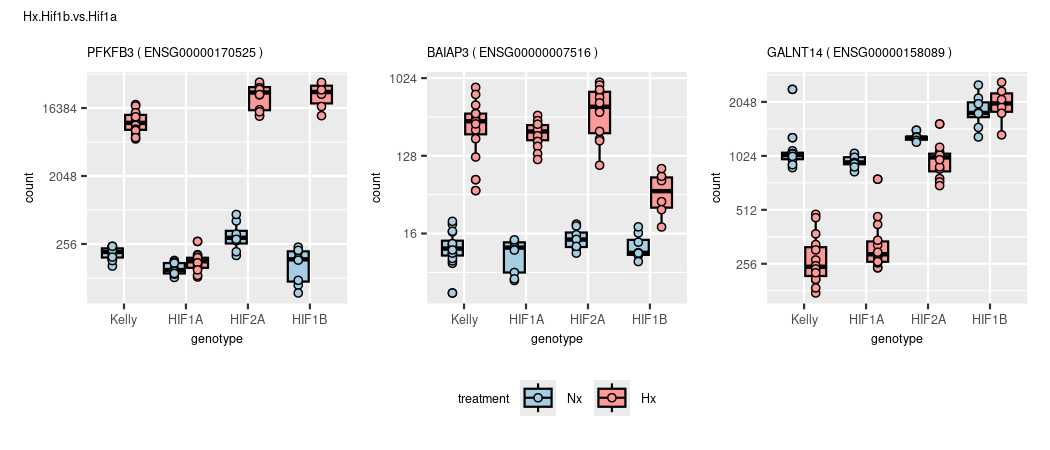 Hx.Hif1b.vs.Hif1a
PFKFB3 ( ENSG00000170525 )
16384
2048
256
count
Kelly HIF1A HIF2A HIF1B
genotype
BAIAP3 ( ENSG00000007516 )
1024
128
16
count
Kelly HIF1A HIF2A HIF1B
genotype
GALNT14 ( ENSG00000158089 )
2048
1024
512
256
count
Kelly HIF1A HIF2A HIF1B
genotype
treatment Nx Hx